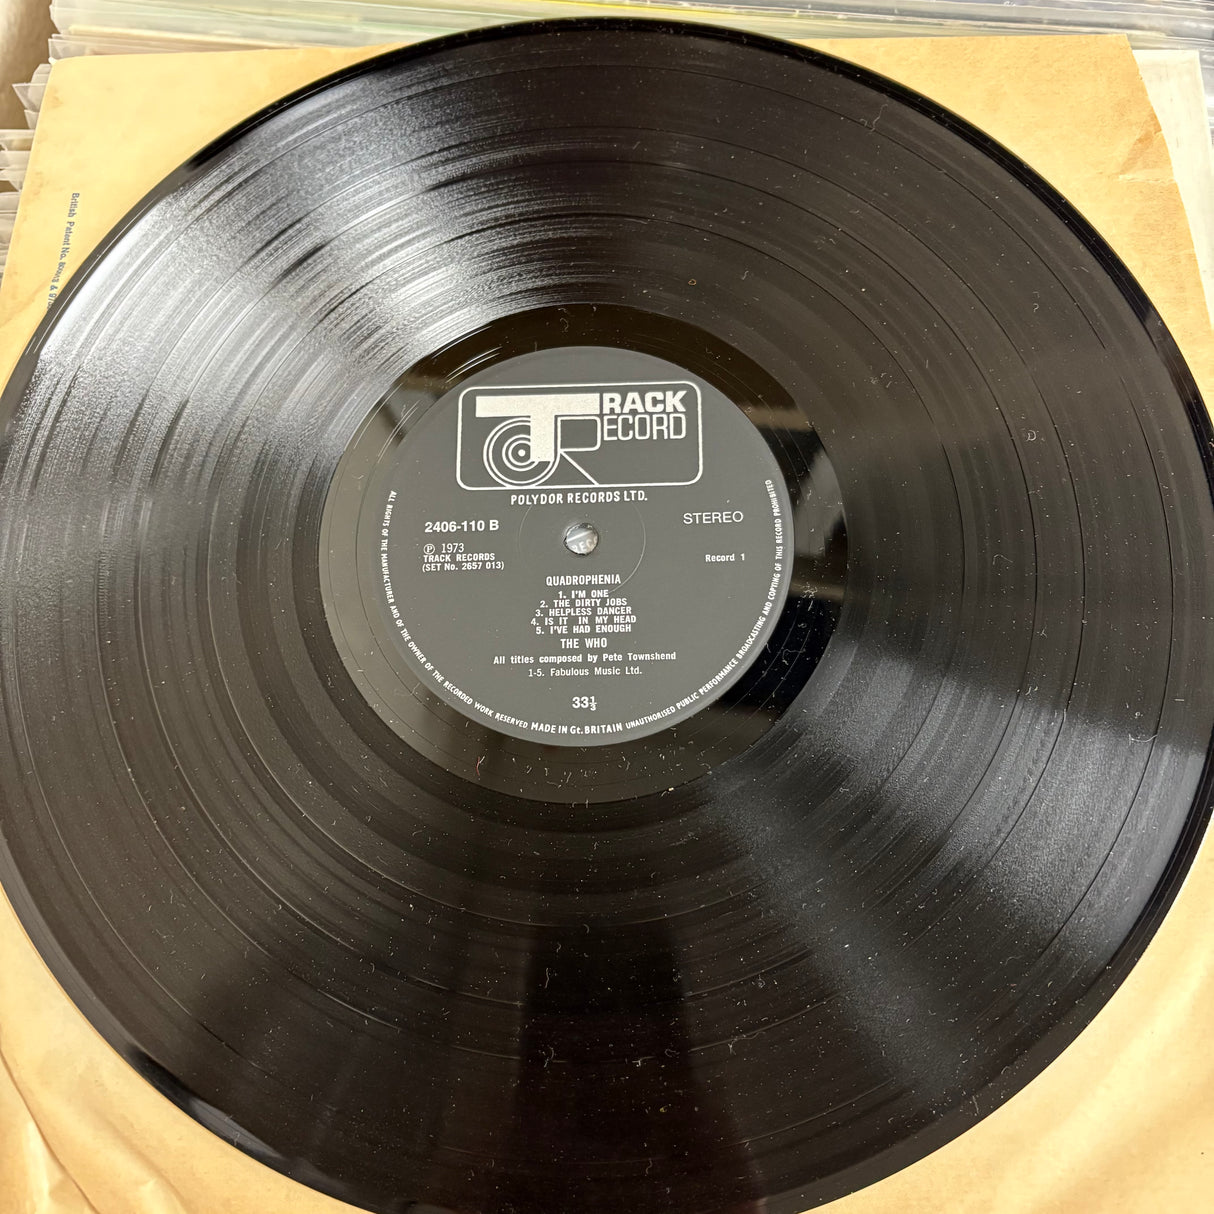 TRACK
RECORD
POLYDOR RECORDS LTD.
2406-110 B
STEREO
℗ 1973
TRACK RECORDS
(SET No. 2657 013)
Record 1
QUADROPHENIA
1. I'M ONE
2. THE DIRTY JOBS
3. HELPLESS DANCER
4. IS IT IN MY HEAD
5. I'VE HAD ENOUGH
THE WHO
All titles composed by Pete Townshend
1-5. Fabulous Music Ltd.
33⅓
ALL RIGHTS OF THE MANUFACTURER AND OF THE OWNER OF THE RECORDED WORK RESERVED MADE IN Gt. BRITAIN UNAUTHORISED PUBLIC PERFORMANCE BROADCASTING AND COPYING OF THIS RECORD PROHIBITED
British Patent No.